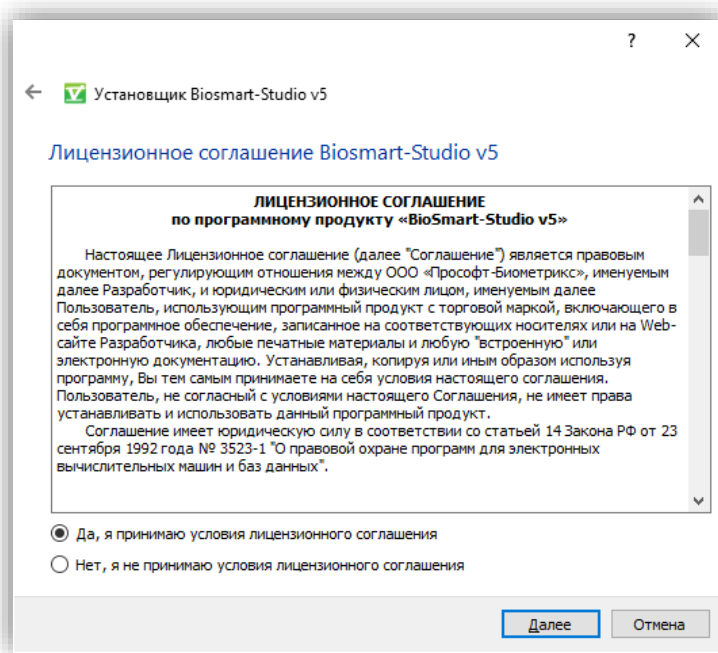 Установщик Biosmart-Studio v5
Лицензионное соглашение Biosmart-Studio v5
ЛИЦЕНЗИОННОЕ СОГЛАШЕНИЕ
по программному продукту «BioSmart-Studio v5»
Настоящее Лицензионное соглашение (далее "Соглашение") является правовым
документом, регулирующим отношения между ООО «Прософт-Биометрикс», именуемым
далее Разработчик, и юридическим или физическим лицом, именуемым далее
Пользователь, использующим программный продукт с торговой маркой, включающего в
себя программное обеспечение, записанное на соответствующих носителях или на Web-
сайте Разработчика, любые печатные материалы и любую "встроенную" или
электронную документацию. Устанавливая, копируя или иным образом используя
программу, Вы тем самым принимаете на себя условия настоящего соглашения.
Пользователь, не согласный с условиями настоящего Соглашения, не имеет права
устанавливать и использовать данный программный продукт.
Соглашение имеет юридическую силу в соответствии со статьей 14 Закона РФ от 23
сентября 1992 года № 3523-1 "О правовой охране программ для электронных
вычислительных машин и баз данных".
Да, я принимаю условия лицензионного соглашения
Нет, я не принимаю условия лицензионного соглашения
Далее
Отмена